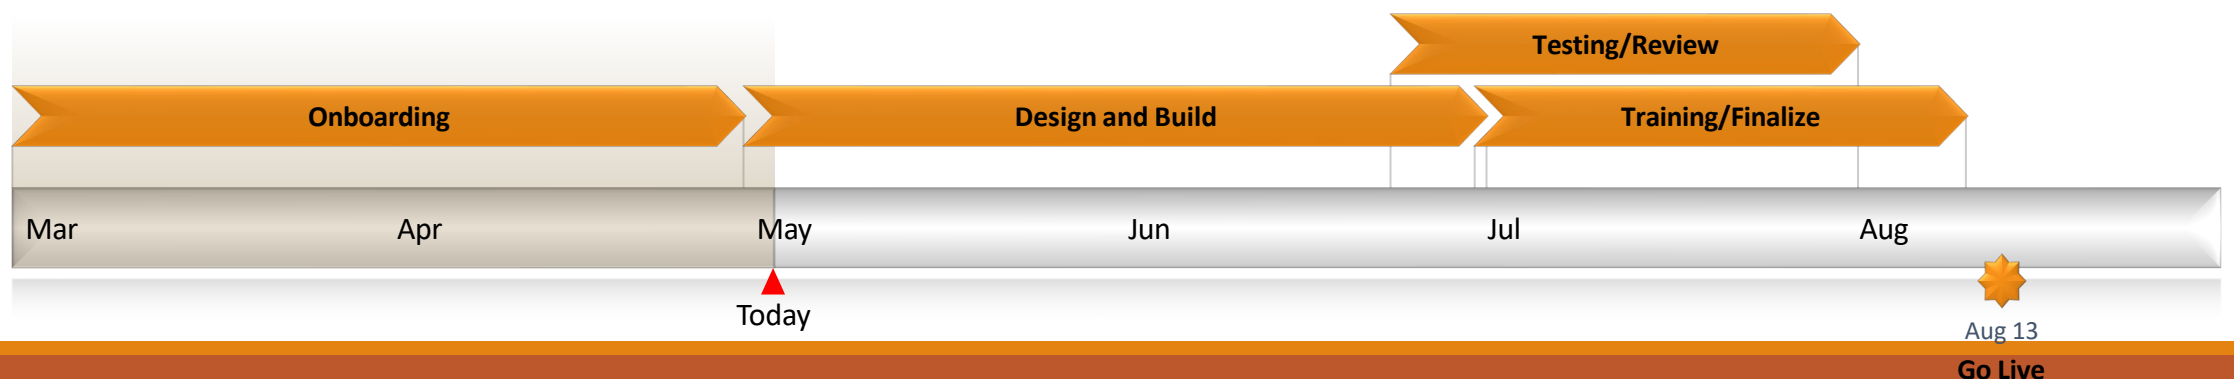 Testing/Review
Onboarding
Design and Build
Training/Finalize
Mar
Apr
May
Jun
Jul
Aug
Today
Aug 13
Go Live